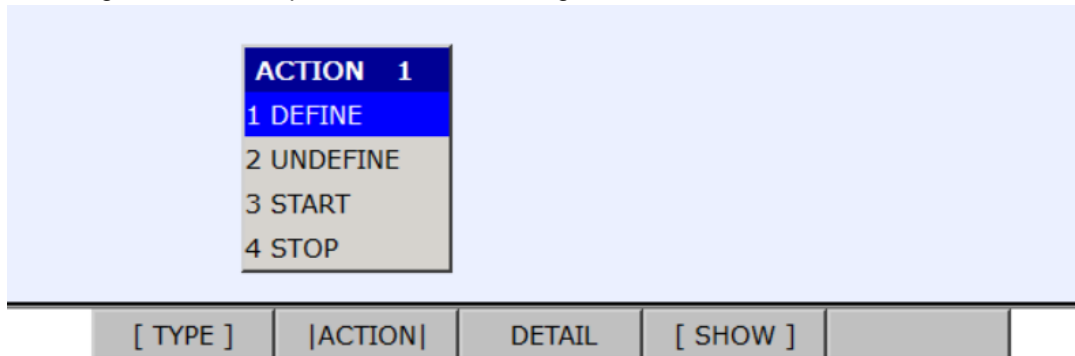 ACTION 1
1 DEFINE
2 UNDEFINE
3 START
4 STOP
[ TYPE ] |ACTION| DETAIL [ SHOW ]